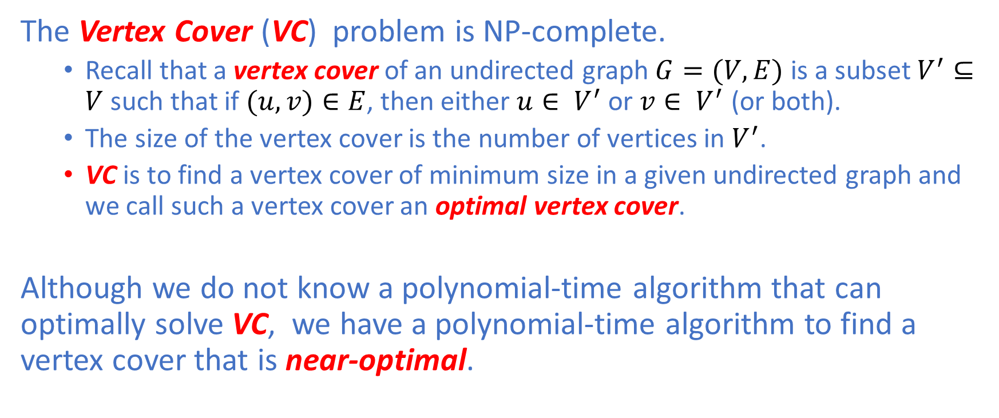 The Vertex Cover (VC) problem is NP-complete.
• Recall that a vertex cover of an undirected graph G = (V, E) is a subset V′ ⊆
V such that if (u, v) ∈ E, then either u ∈ V′ or v ∈ V′ (or both).
• The size of the vertex cover is the number of vertices in V′.
• VC is to find a vertex cover of minimum size in a given undirected graph and
we call such a vertex cover an optimal vertex cover.
Although we do not know a polynomial-time algorithm that can
optimally solve VC, we have a polynomial-time algorithm to find a
vertex cover that is near-optimal.